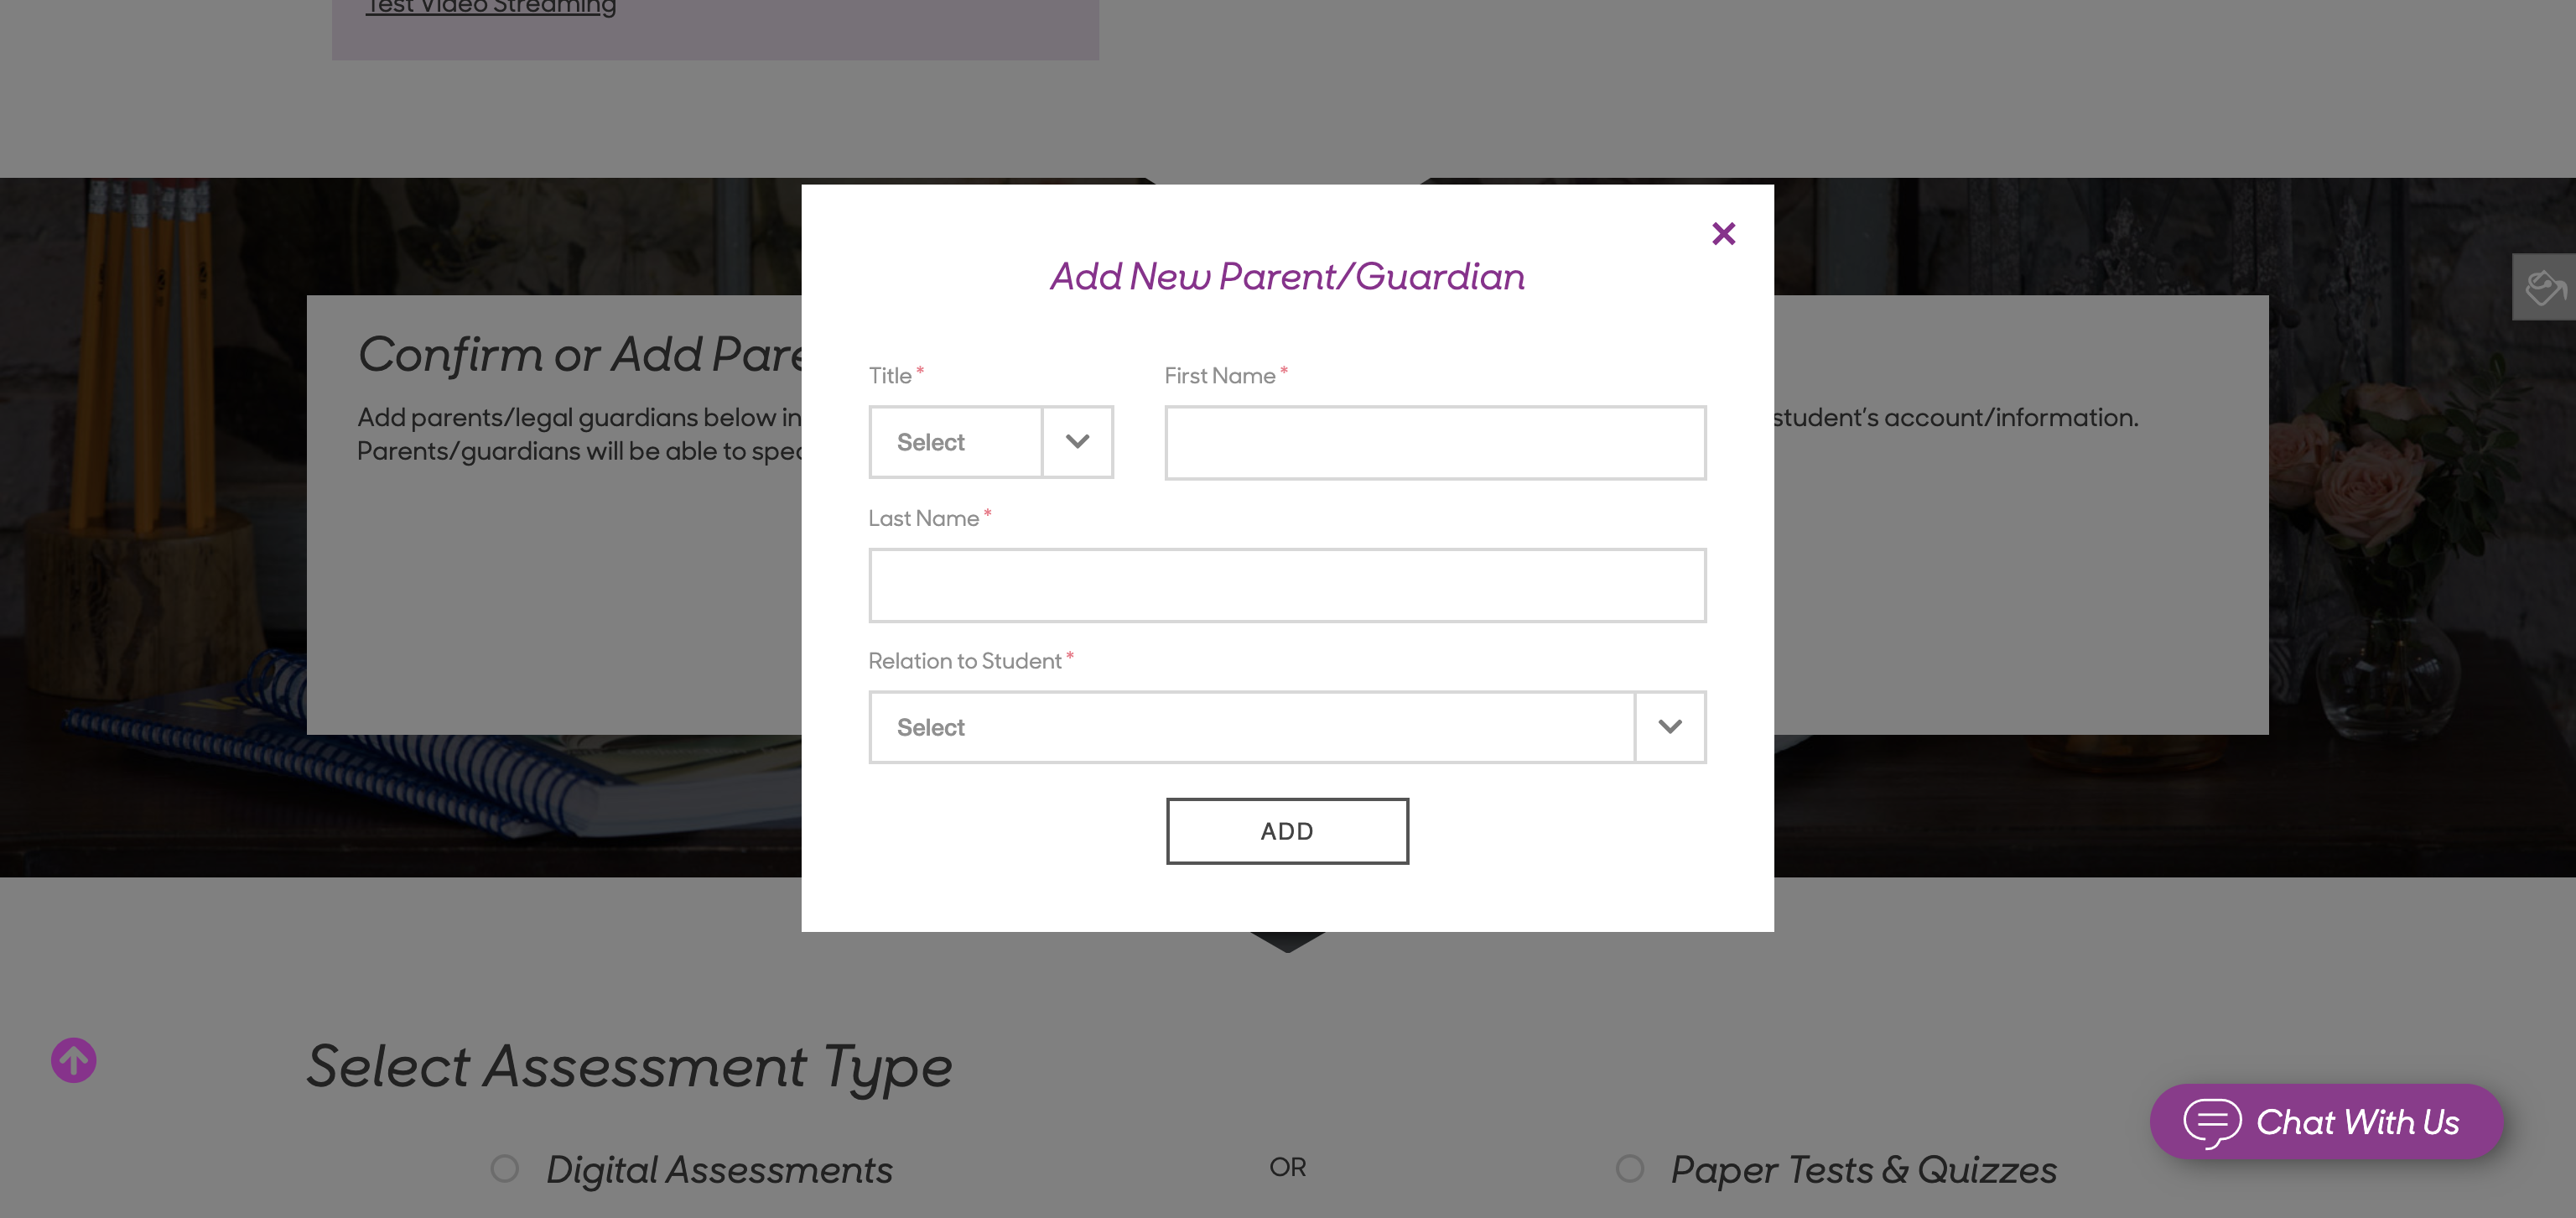 Test Video Streaming
Add New Parent/Guardian
Confirm or Add
Title *
First Name *
Add parents/legal guardians below in
student's account/information.
Select
Parents/guardians will be able to
Last Name *
Relation to Student *
Select
ADD
Select Assessment Type
Chat With Us
Digital Assessments
OR
Paper Tests & Quizzes